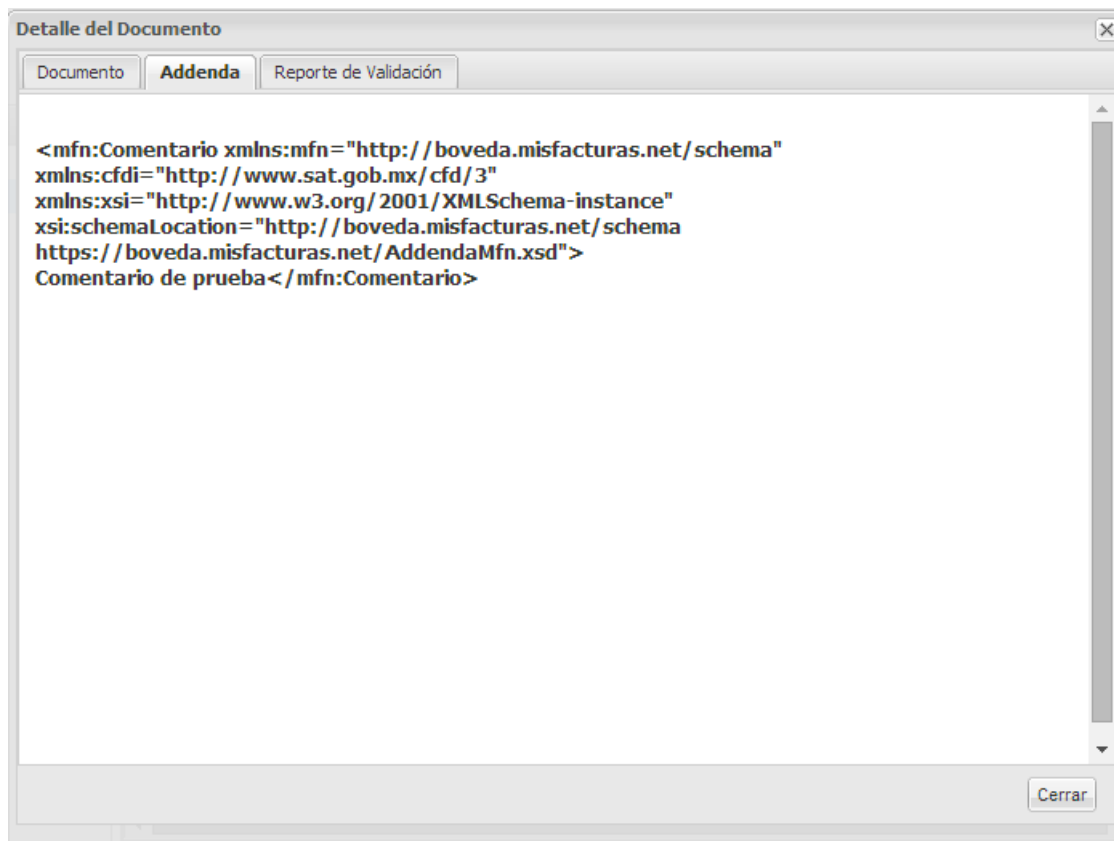 Detalle del Documento
Documento Addenda Reporte de Validación
<mfn:Comentario xmlns:mfn="http://boveda.misfacturas.net/schema"
xmlns:cfdi="http://www.sat.gob.mx/cfd/3"
xmlns:xsi="http://www.w3.org/2001/XMLSchema-instance"
xsi:schemaLocation="http://boveda.misfacturas.net/schema
https://boveda.misfacturas.net/AddendaMfn.xsd">
Comentario de prueba</mfn:Comentario>
Cerrar